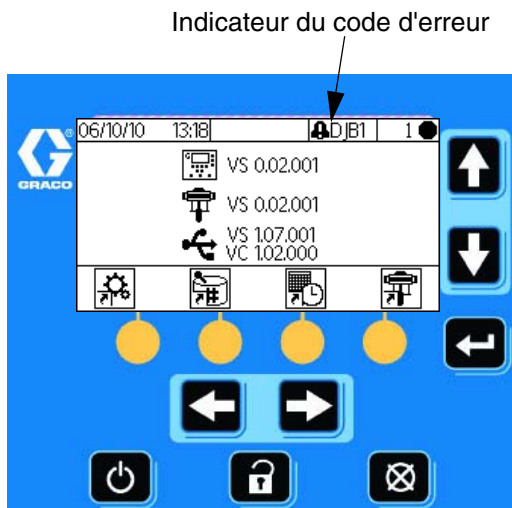 Indicateur du code d'erreur
GRACO
06/10/10 13:18 DJB1 1
VS 0.02.001
VS 0.02.001
VS 1.07.001
VC 1.02.000
#